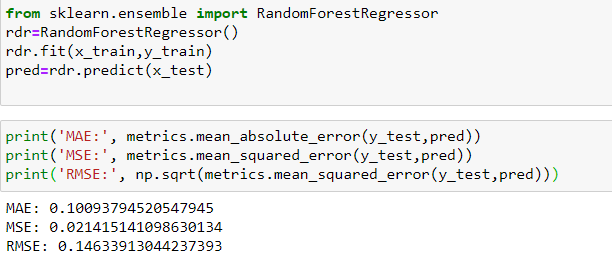 from sklearn.ensemble import RandomForestRegressor
rdr=RandomForestRegressor()
rdr.fit(x_train,y_train)
pred=rdr.predict(x_test)
print('MAE:', metrics.mean_absolute_error(y_test,pred))
print('MSE:', metrics.mean_squared_error(y_test,pred))
print('RMSE:', np.sqrt(metrics.mean_squared_error(y_test,pred)))
MAE: 0.10093794520547945
MSE: 0.021415141098630134
RMSE: 0.14633913044237393